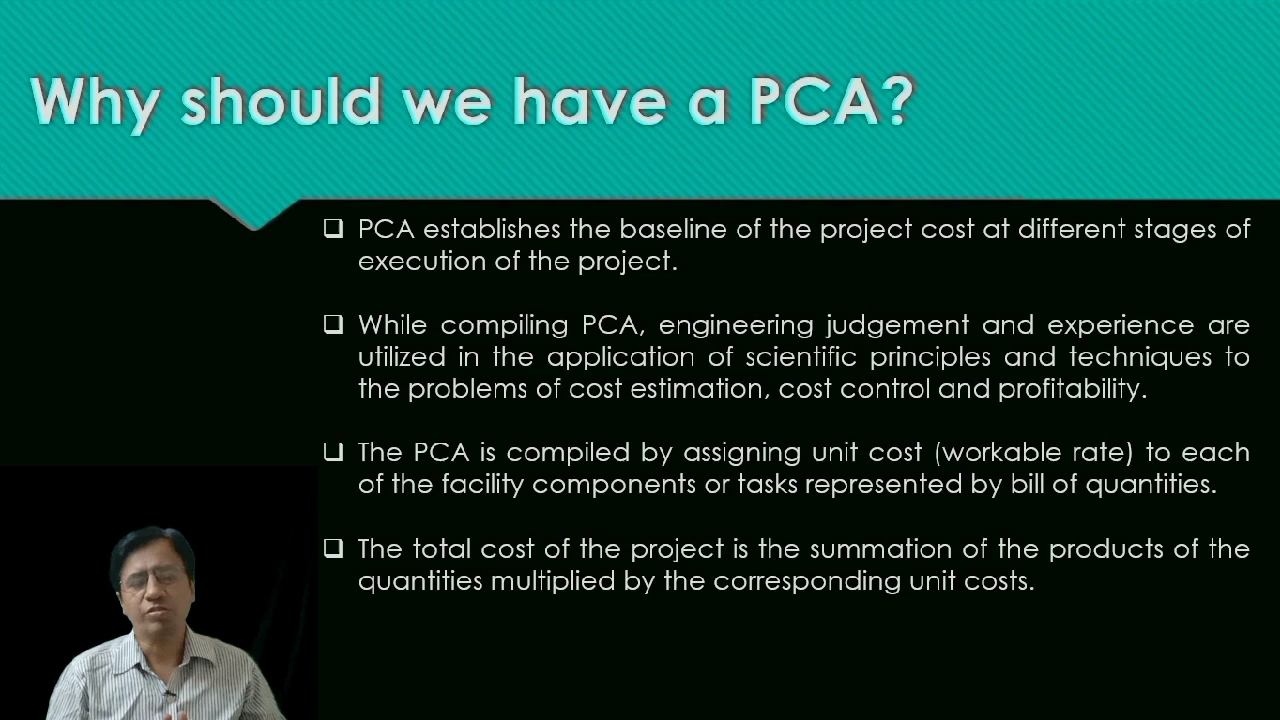 Why should we have a PCA?
PCA establishes the baseline of the project cost at different stages of
execution of the project.
While compiling PCA, engineering judgement and experience are
utilized in the application of scientific principles and techniques to
the problems of cost estimation, cost control and profitability.
The PCA is compiled by assigning unit cost (workable rate) to each
of the facility components or tasks represented by bill of quantities.
The total cost of the project is the summation of the products of the
quantities multiplied by the corresponding unit costs.